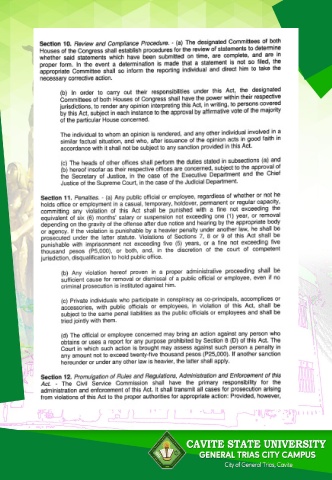 Section 10. Review and Compliance Procedure. - (a) The designated Committees of both
Houses of the Congress shall establish procedures for the review of statements to determine
whether said statements which have been submitted on time, are complete, and are in
proper form. In the event a determination is made that a statement is not so filed, the
appropriate Committee shall so inform the reporting individual and direct him to take the
necessary corrective action.
(b) In order to carry out their responsibilities under this Act, the designated
Committees of both Houses of Congress shall have the power within their respective
jurisdictions, to render any opinion interpreting this Act, in writing, to persons covered
by this Act, subject in each instance to the approval by affirmative vote of the majority
of the particular House concerned.
The individual to whom an opinion is rendered, and any other individual involved in a
similar factual situation, and who, after issuance of the opinion acts in good faith in
accordance with it shall not be subject to any sanction provided in this Act.
(c) The heads of other offices shall perform the duties stated in subsections (a) and
(b) hereof insofar as their respective offices are concerned, subject to the approval of
the Secretary of Justice, in the case of the Executive Department and the Chief
Justice of the Supreme Court, in the case of the Judicial Department.
Section 11. Penalties. - (a) Any public official or employee, regardless of whether or not he
holds office or employment in a casual, temporary, holdover, permanent or regular capacity,
committing any violation of this Act shall be punished with a fine not exceeding the
equivalent of six (6) months' salary or suspension not exceeding one (1) year, or removal
depending on the gravity of the offense after due notice and hearing by the appropriate body
or agency. If the violation is punishable by a heavier penalty under another law, he shall be
prosecuted under the latter statute. Violations of Sections 7, 8 or 9 of this Act shall be
punishable with imprisonment not exceeding five (5) years, or a fine not exceeding five
thousand pesos (P5,000), or both, and, in the discretion of the court of competent
jurisdiction, disqualification to hold public office.
(b) Any violation hereof proven in a proper administrative proceeding shall be
sufficient cause for removal or dismissal of a public official or employee, even if no
criminal prosecution is instituted against him.
(c) Private individuals who participate in conspiracy as co-principals, accomplices or
accessories, with public officials or employees, in violation of this Act, shall be
subject to the same penal liabilities as the public officials or employees and shall be
tried jointly with them.
(d) The official or employee concerned may bring an action against any person who
obtains or uses a report for any purpose prohibited by Section 8 (D) of this Act. The
Court in which such action is brought may assess against such person a penalty in
any amount not to exceed twenty-five thousand pesos (P25,000). If another sanction
hereunder or under any other law is heavier, the latter shall apply.
Section 12. Promulgation of Rules and Regulations, Administration and Enforcement of this
Act. - The Civil Service Commission shall have the primary responsibility for the
administration and enforcement of this Act. It shall transmit all cases for prosecution arising
from violations of this Act to the proper authorities for appropriate action: Provided, however,
CAVITE STATE UNIVERSITY
GENERAL TRIAS CITY CAMPUS
City of General Trias, Cavite